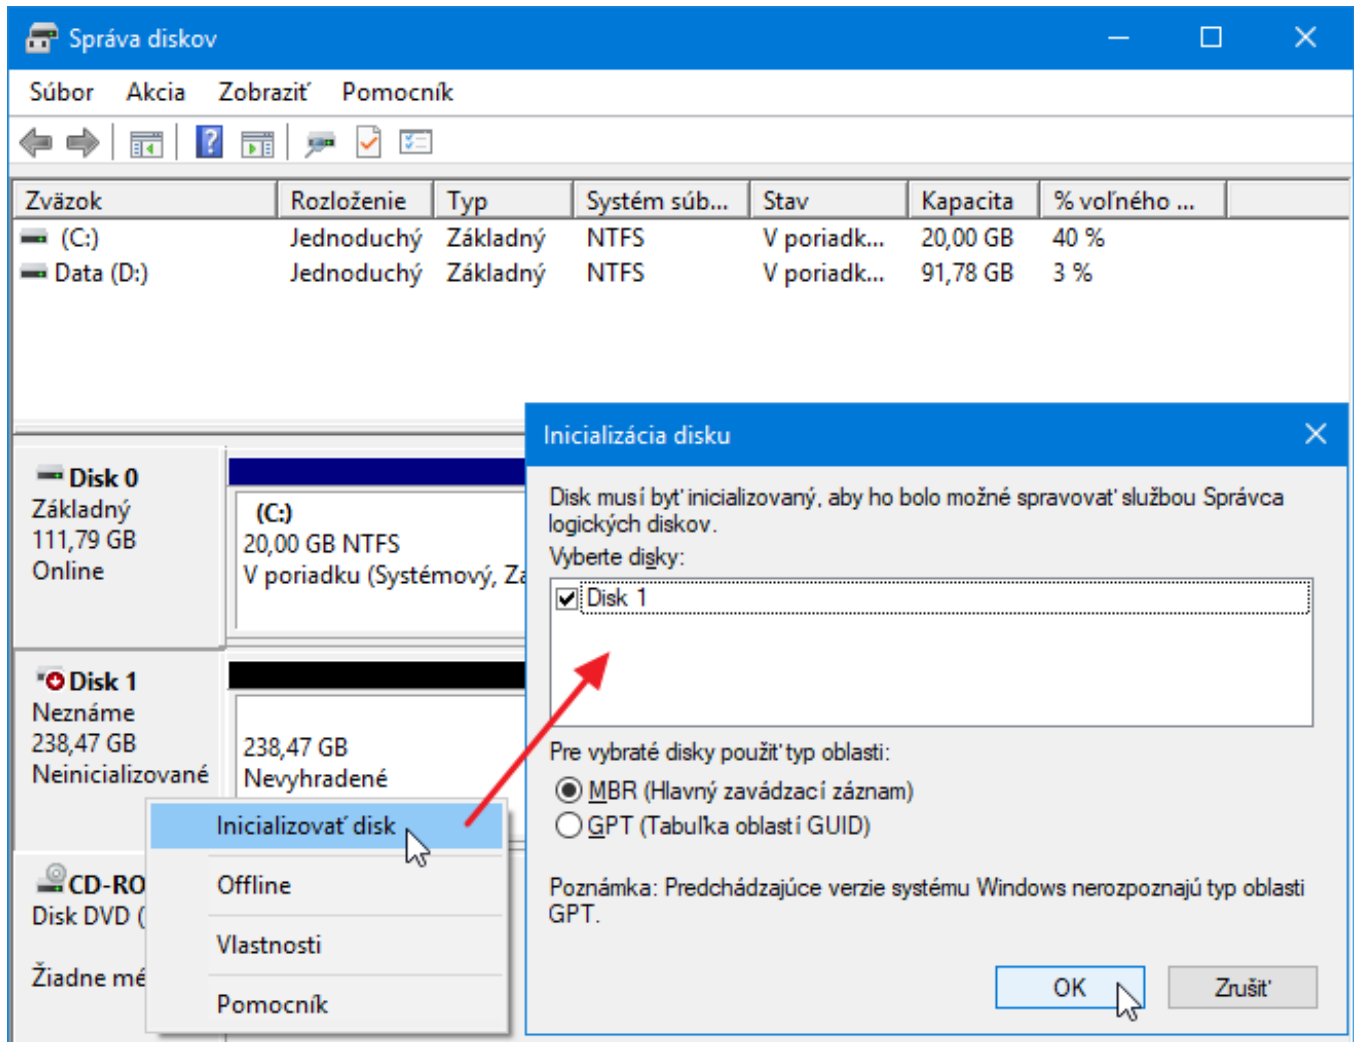 Správa diskov
Súbor Akcia Zobraziť Pomocník
Zväzok Rozloženie Typ Systém súb... Stav Kapacita % voľného ...
(C:) Jednoduchý Základný NTFS V poriadk... 20,00 GB 40 %
Data (D:) Jednoduchý Základný NTFS V poriadk... 91,78 GB 3 %
Disk 0
Základný
111,79 GB
Online
(C:)
20,00 GB NTFS
V poriadku (Systémový, Zá
Disk 1
Neznáme
238,47 GB
Neinicializované
238,47 GB
Nevyhradené
Inicializovať disk
Offline
Vlastnosti
Pomocník
CD-RO
Disk DVD (
Žiadne mé
Inicializácia disku
Disk musí byť inicializovaný, aby ho bolo možné spravovať službou Správca
logických diskov.
Vyberte disky:
Disk 1
Pre vybraté disky použiť typ oblasti:
MBR (Hlavný zavádzací záznam)
GPT (Tabuľka oblastí GUID)
Poznámka: Predchádzajúce verzie systému Windows nerozpoznajú typ oblasti
GPT.
OK Zrušiť